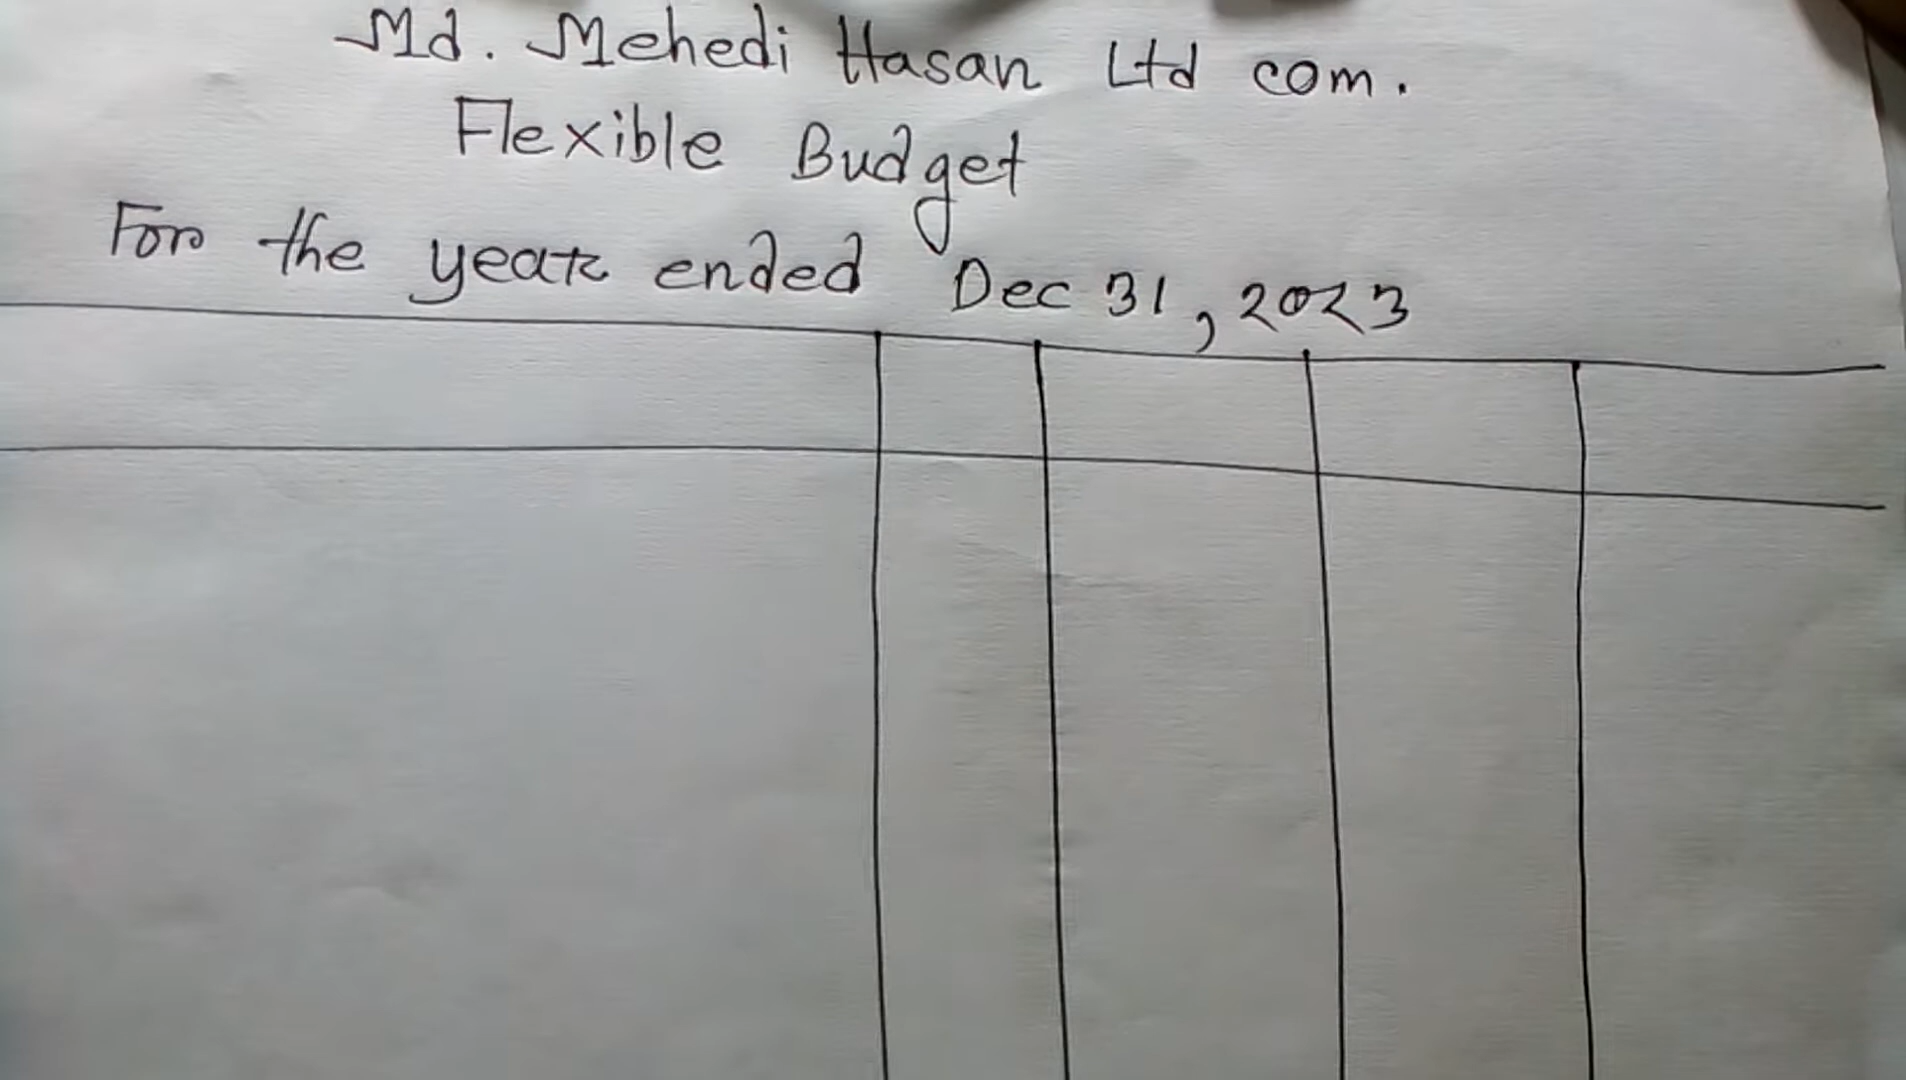 Md. Mehedi Hasan Ltd com.
Flexible Budget
For the year ended Dec 31, 2023